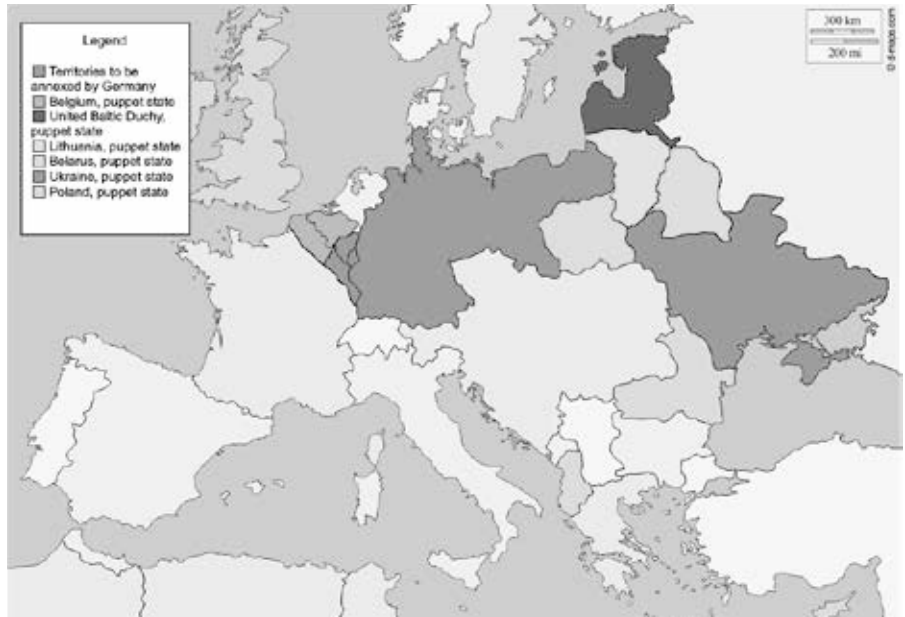 Legend
Territories to be
annexed by Germany
Belgium, puppet state
United Baltic Duchy,
puppet state
Lithuania, puppet state
Belarus, puppet state
Ukraine, puppet state
Poland, puppet state
300 km
200 mi
© d-maps.com